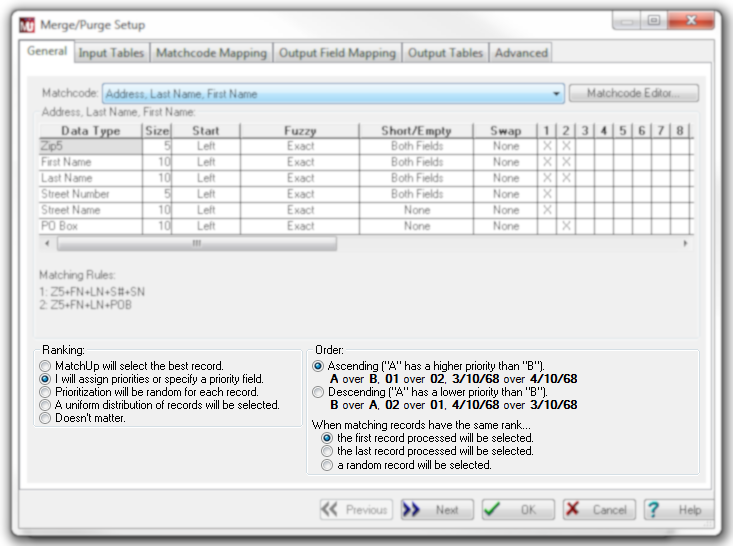 Merge/Purge Setup
General Input Tables Matchcode Mapping Output Field Mapping Output Tables Advanced
Matchcode: Address, Last Name, First Name Matchcode Editor...
Address, Last Name, First Name:
Data Type Size Start Fuzzy Short/Empty Swap 1 2 3 4 5 6 7 8
Zip5 5 Left Exact Both Fields None X X
First Name 10 Left Exact Both Fields None X X
Last Name 10 Left Exact Both Fields None X X
Street Number 5 Left Exact Both Fields None X
Street Name 10 Left Exact None None X
PO Box 10 Left Exact None None X
Matching Rules:
1: Z5+FN+LN+S#+SN
2: Z5+FN+LN+POB
Ranking:
MatchUp will select the best record.
I will assign priorities or specify a priority field.
Prioritization will be random for each record.
A uniform distribution of records will be selected.
Doesn't matter.
Order:
Ascending ("A" has a higher priority than "B").
A over B, 01 over 02, 3/10/68 over 4/10/68
Descending ("A" has a lower priority than "B").
B over A, 02 over 01, 4/10/68 over 3/10/68
When matching records have the same rank...
the first record processed will be selected.
the last record processed will be selected.
a random record will be selected.
Previous Next OK Cancel Help